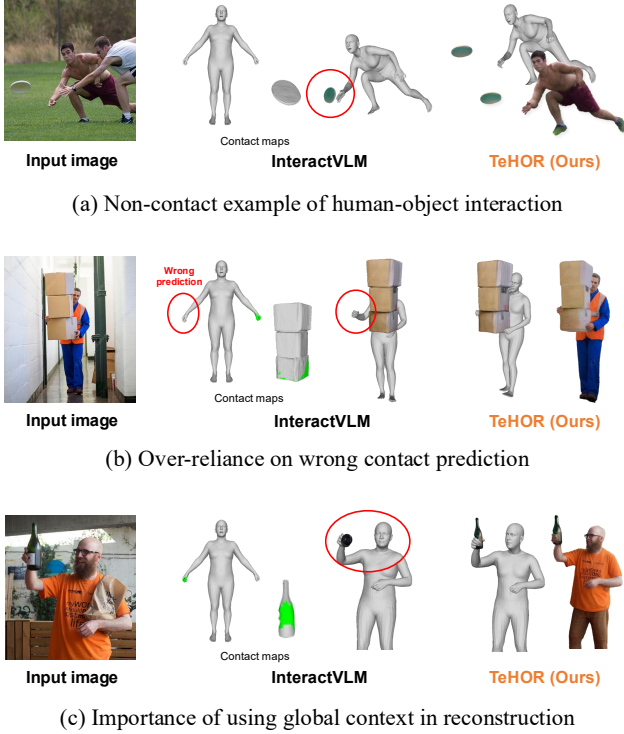 Contact maps
Input image
InteractVLM
TeHOR (Ours)
(a) Non-contact example of human-object interaction
Wrong
prediction
Contact maps
Input image
InteractVLM
TeHOR (Ours)
(b) Over-reliance on wrong contact prediction
Contact maps
Input image
InteractVLM
TeHOR (Ours)
(c) Importance of using global context in reconstruction